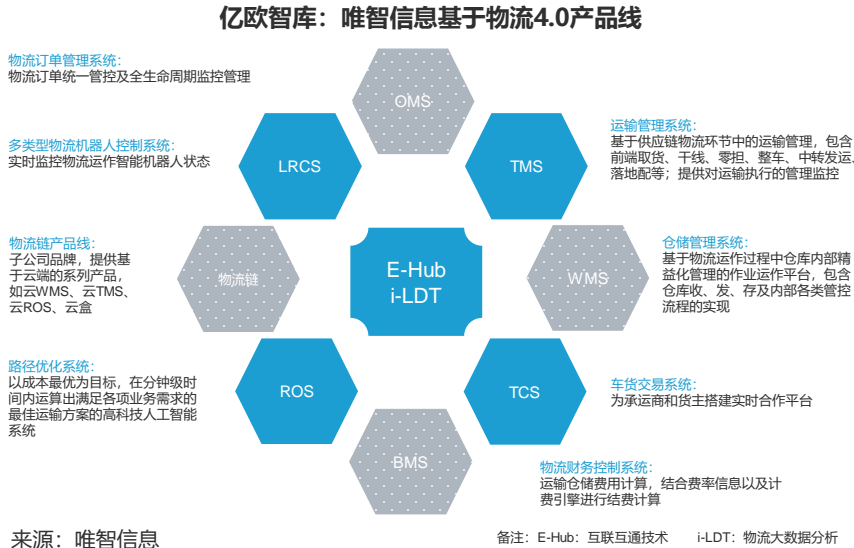 亿欧智库：唯智信息基于物流4.0产品线
物流订单管理系统：
物流订单统一管控及全生命周期监控管理
OMS
多类型物流机器人控制系统：
实时监控物流运作智能机器人状态
LRCS
TMS
运输管理系统：
基于供应链物流环节中的运输管理，包含
前端取货、干线、零担、整车、中转发运、
落地配等；提供对运输执行的管理监控
物流链产品线：
子公司品牌，提供基
于云端的系列产品，
如云WMS、云TMS、
云ROS、云盒
物流链
E-Hub
i-LDT
WMS
仓储管理系统：
基于物流运作过程中仓库内部精
益化管理的作业运作平台，包含
仓库收、发、存及内部各类管控
流程的实现
路径优化系统：
以成本最优为目标，在分钟级时
间内运算出满足各项业务需求的
最佳运输方案的高科技人工智能
系统
ROS
TCS
车货交易系统：
为承运商和货主搭建实时合作平台
BMS
物流财务控制系统：
运输仓储费用计算，结合费率信息以及计
费引擎进行结费计算
来源：唯智信息
备注：E-Hub：互联互通技术 i-LDT：物流大数据分析